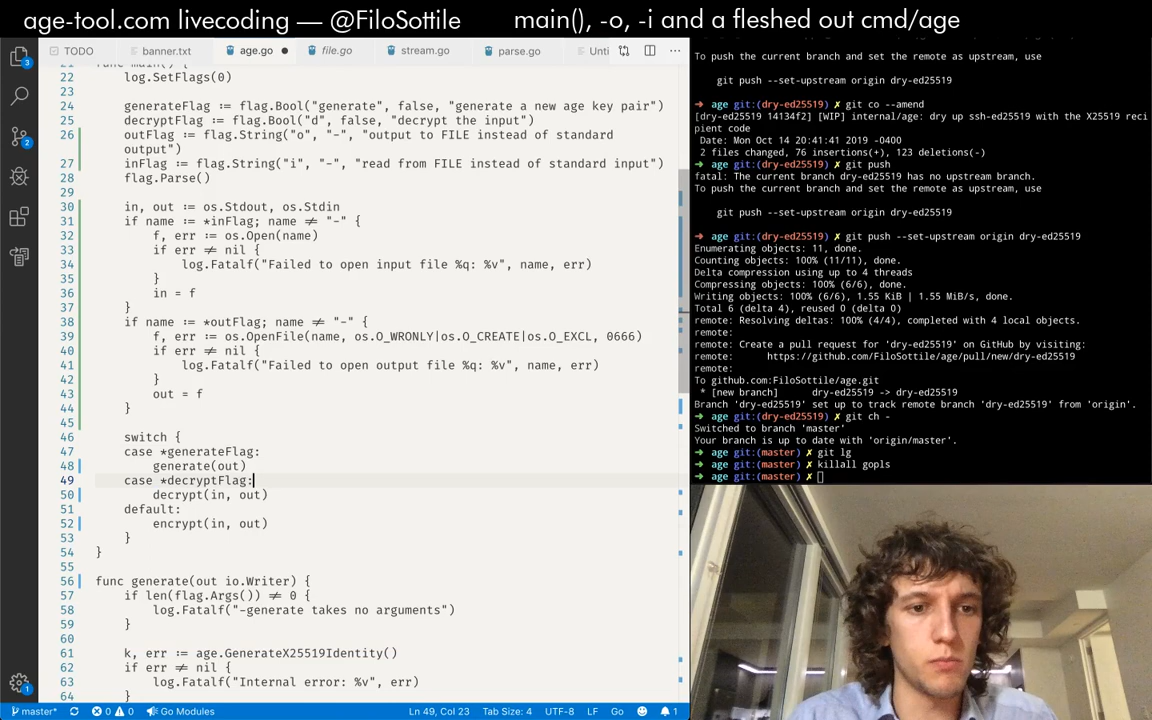 age-tool.com livecoding — @FiloSottile main(), -o, -i and a fleshed out cmd/age
TODO banner.txt age.go file.go stream.go parse.go Unti
22 log.SetFlags(0)
23
24 generateFlag := flag.Bool("generate", false, "generate a new age key pair")
25 decryptFlag := flag.Bool("d", false, "decrypt the input")
26 outFlag := flag.String("o", "-", "output to FILE instead of standard
output")
27 inFlag := flag.String("i", "-", "read from FILE instead of standard input")
28 flag.Parse()
29
30 in, out := os.Stdout, os.Stdin
31 if name := *inFlag; name ≠ "-" {
32 f, err := os.Open(name)
33 if err ≠ nil {
34 log.Fatalf("Failed to open input file %q: %v", name, err)
35 }
36 in = f
37 }
38 if name := *outFlag; name ≠ "-" {
39 f, err := os.OpenFile(name, os.O_WRONLY|os.O_CREATE|os.O_EXCL, 0666)
40 if err ≠ nil {
41 log.Fatalf("Failed to open output file %q: %v", name, err)
42 }
43 out = f
44 }
45
46 switch {
47 case *generateFlag:
48 generate(out)
49 case *decryptFlag:
50 decrypt(in, out)
51 default:
52 encrypt(in, out)
53 }
54 }
55
56 func generate(out io.Writer) {
57 if len(flag.Args()) ≠ 0 {
58 log.Fatalf("-generate takes no arguments")
59 }
60
61 k, err := age.GenerateX25519Identity()
62 if err ≠ nil {
63 log.Fatalf("Internal error: %v", err)
64 }
master* 0 0 Go Modules Ln 49, Col 23 Tab Size: 4 UTF-8 LF Go 1
To push the current branch and set the remote as upstream, use
git push --set-upstream origin dry-ed25519
➜ age git:(dry-ed25519) ✗ git co --amend
[dry-ed25519 14134f2] [WIP] internal/age: dry up ssh-ed25519 with the X25519 reci
pient code
Date: Mon Oct 14 20:41:41 2019 -0400
2 files changed, 76 insertions(+), 123 deletions(-)
➜ age git:(dry-ed25519) ✗ git push
fatal: The current branch dry-ed25519 has no upstream branch.
To push the current branch and set the remote as upstream, use
git push --set-upstream origin dry-ed25519
➜ age git:(dry-ed25519) ✗ git push --set-upstream origin dry-ed25519
Enumerating objects: 11, done.
Counting objects: 100% (11/11), done.
Delta compression using up to 4 threads
Compressing objects: 100% (6/6), done.
Writing objects: 100% (6/6), 1.55 KiB | 1.55 MiB/s, done.
Total 6 (delta 4), reused 0 (delta 0)
remote: Resolving deltas: 100% (4/4), completed with 4 local objects.
remote:
remote: Create a pull request for 'dry-ed25519' on GitHub by visiting:
remote: https://github.com/FiloSottile/age/pull/new/dry-ed25519
remote:
To github.com:FiloSottile/age.git
* [new branch] dry-ed25519 -> dry-ed25519
Branch 'dry-ed25519' set up to track remote branch 'dry-ed25519' from 'origin'.
➜ age git:(dry-ed25519) ✗ git ch -
Switched to branch 'master'
Your branch is up to date with 'origin/master'.
➜ age git:(master) ✗ git lg
➜ age git:(master) ✗ killall gopls
➜ age git:(master) ✗